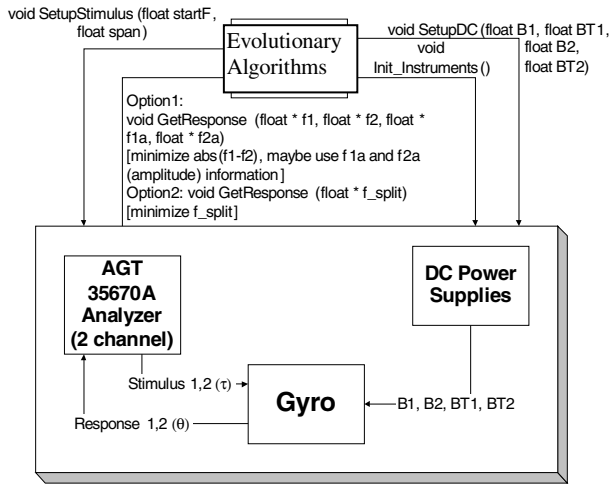 void SetupStimulus (float startF,
float span)
Evolutionary
Algorithms
void SetupDC (float B1, float BT1,
float B2,
float BT2)
void
Init_Instruments()
Option1:
void GetResponse (float * f1, float * f2, float *
f1a, float * f2a)
[minimize abs(f1-f2), maybe use f1a and f2a
(amplitude) information]
Option2: void GetResponse (float * f_split)
[minimize f_split]
AGT
35670A
Analyzer
(2 channel)
DC Power
Supplies
Stimulus 1,2 (τ)
Gyro
B1, B2, BT1, BT2
Response 1,2 (θ)